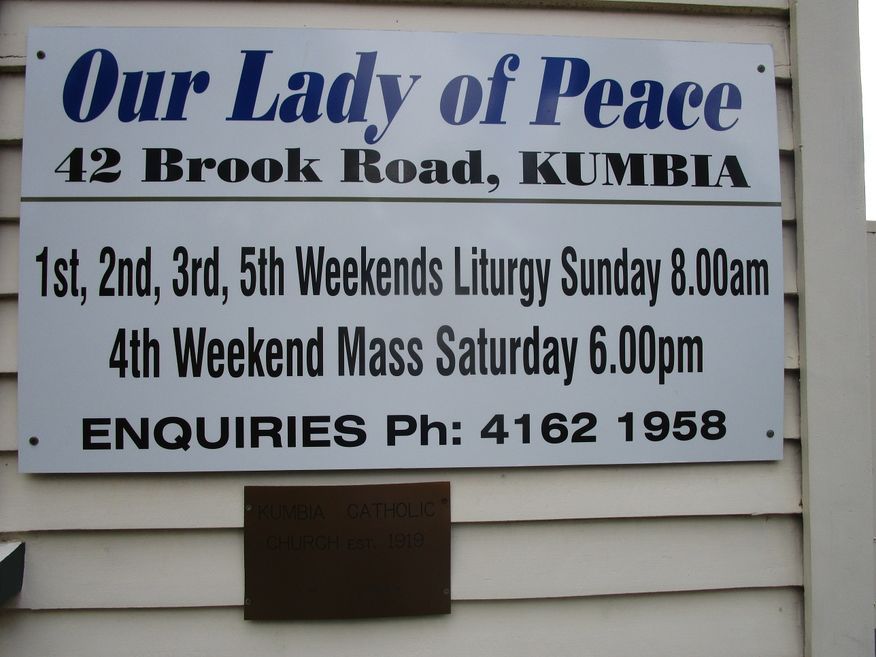 Our Lady of Peace
42 Brook Road, KUMBIA
1st, 2nd, 3rd, 5th Weekends Liturgy Sunday 8.00am
4th Weekend Mass Saturday 6.00pm
ENQUIRIES Ph: 4162 1958
KUMBIA CATHOLIC
CHURCH EST. 1919